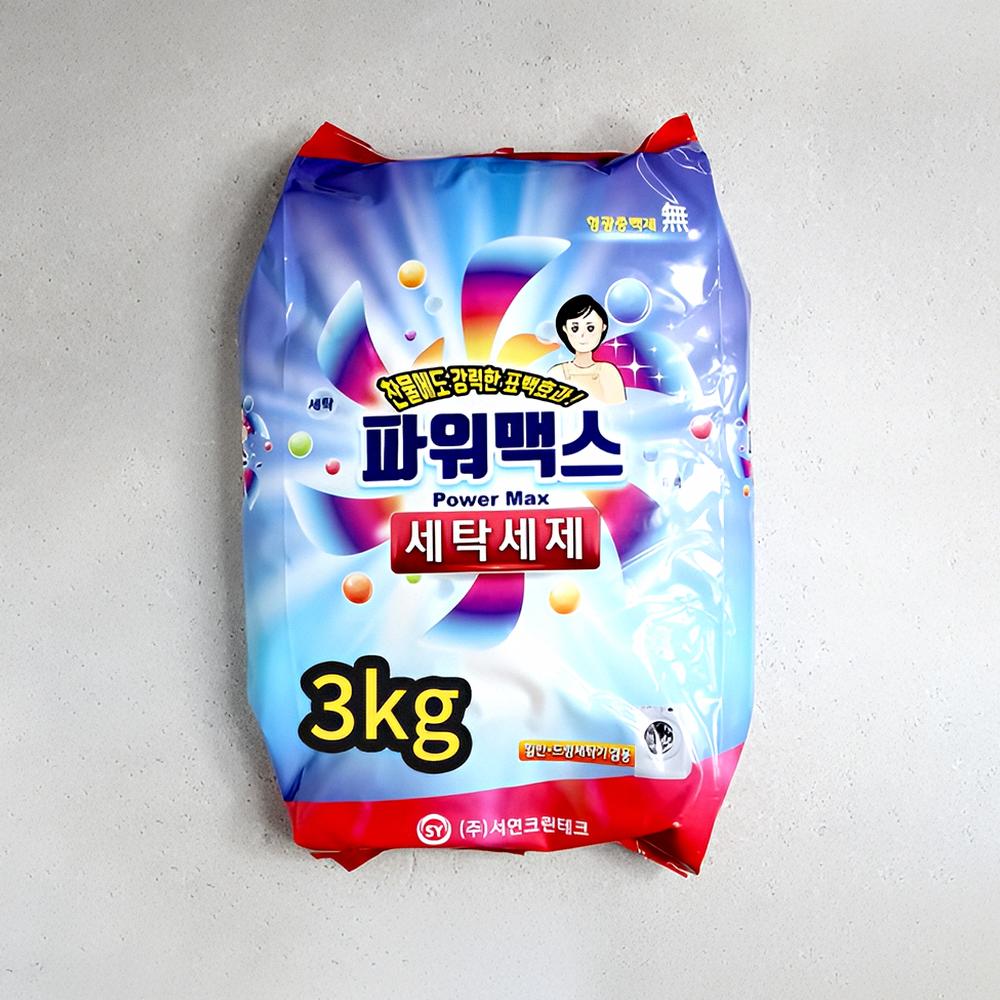 형광증백제 無
찬물에도 강력한 표백효과!
세탁
파워맥스
Power Max
세탁세제
3kg
일반·드럼세탁기 겸용
SY (주)서연크린테크